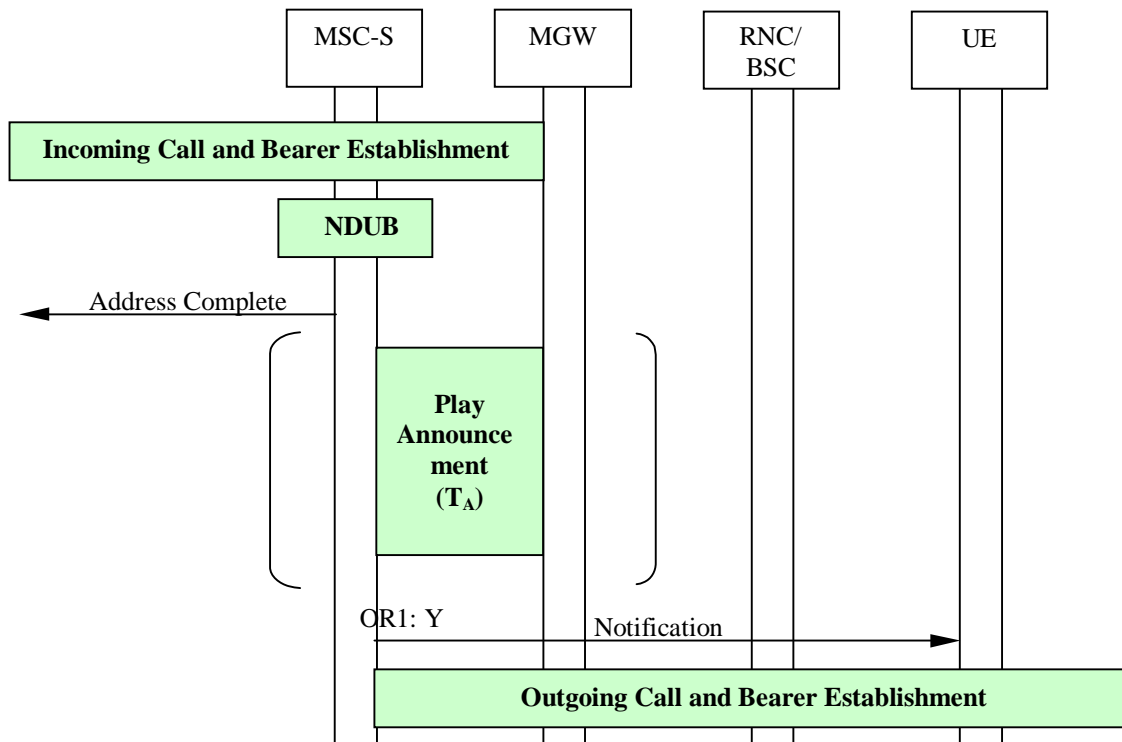 MSC-S
MGW
RNC/
BSC
UE
Incoming Call and Bearer Establishment
NDUB
Address Complete
Play
Announce
ment
(TA)
OR1: Y
Notification
Outgoing Call and Bearer Establishment